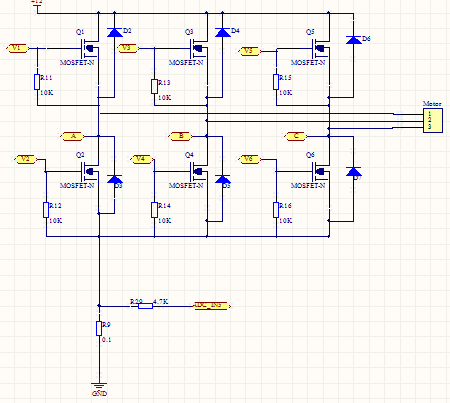 +12
Q1
D2
Q3
D4
Q5
D6
V1
V3
V5
MOSFET-N
MOSFET-N
MOSFET-N
R11
10K
R13
10K
R15
10K
Motor
1
2
3
A
B
C
Q2
Q4
Q6
V2
V4
V6
MOSFET-N
D3
MOSFET-N
D5
MOSFET-N
R12
10K
R14
10K
R16
10K
R20
4.7K
R9
0.1
GND